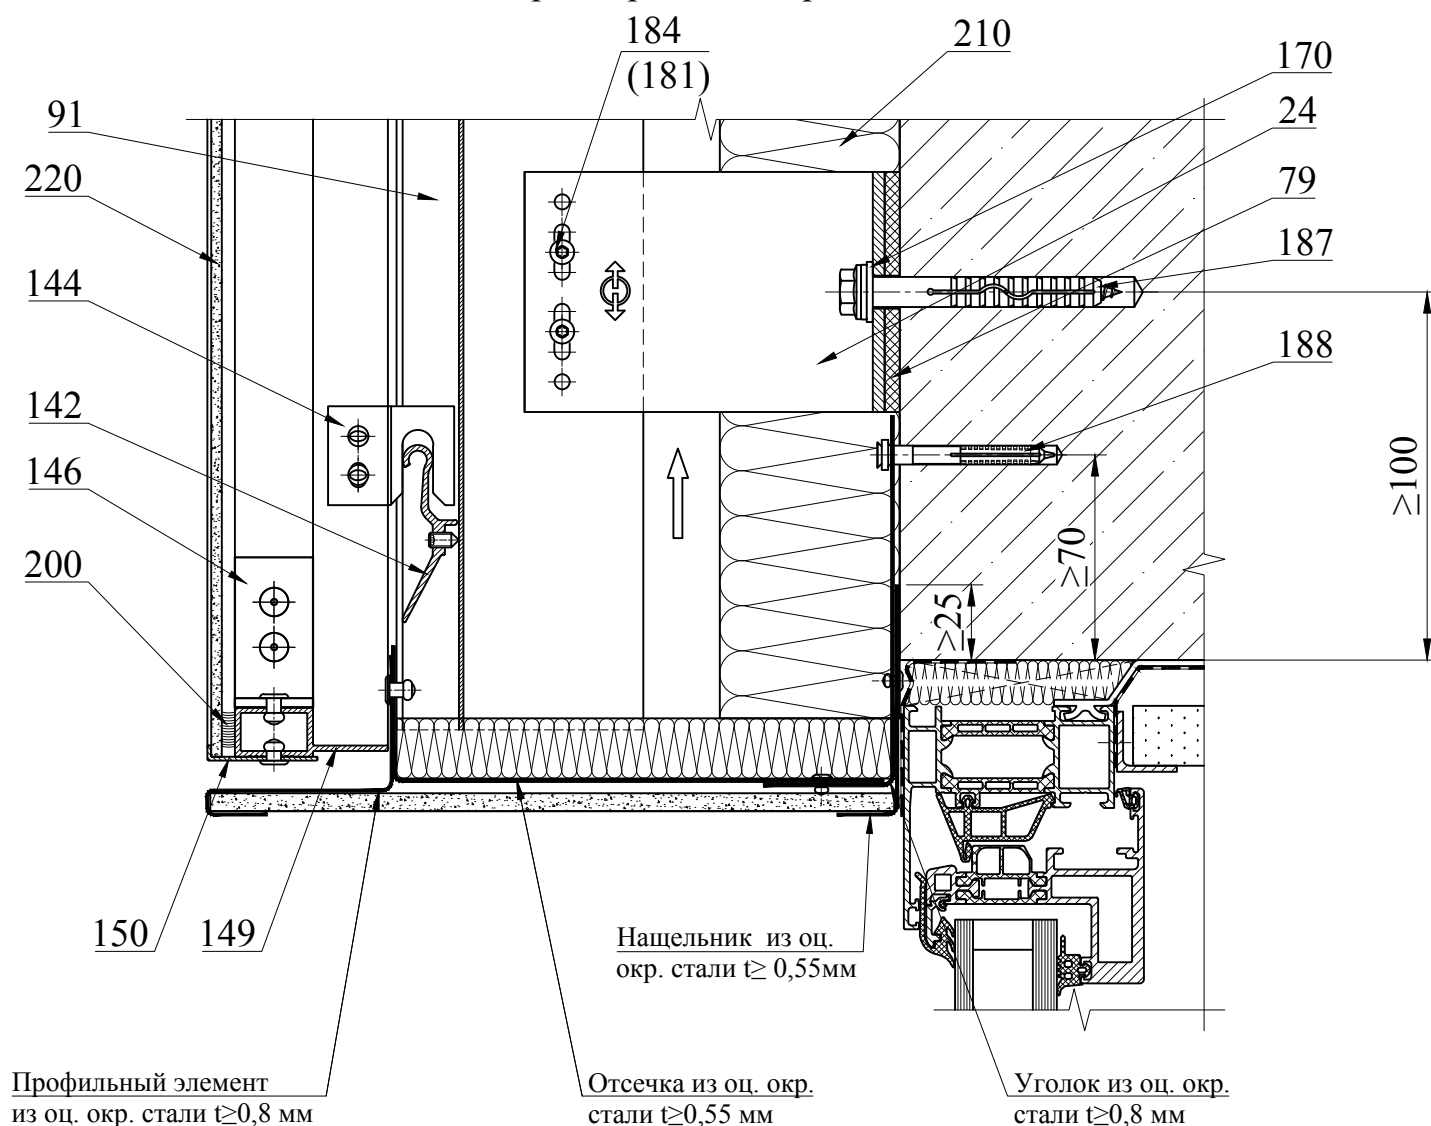 184
(181)
210
170
91
24
220
79
144
187
188
142
146
200
≥100
≥70
≥25
150
149
Нащельник из оц.
окр. стали t≥ 0,55мм
Профильный элемент
из оц. окр. стали t≥0,8 мм
Отсечка из оц. окр.
стали t≥0,55 мм
Уголок из оц. окр.
стали t≥0,8 мм